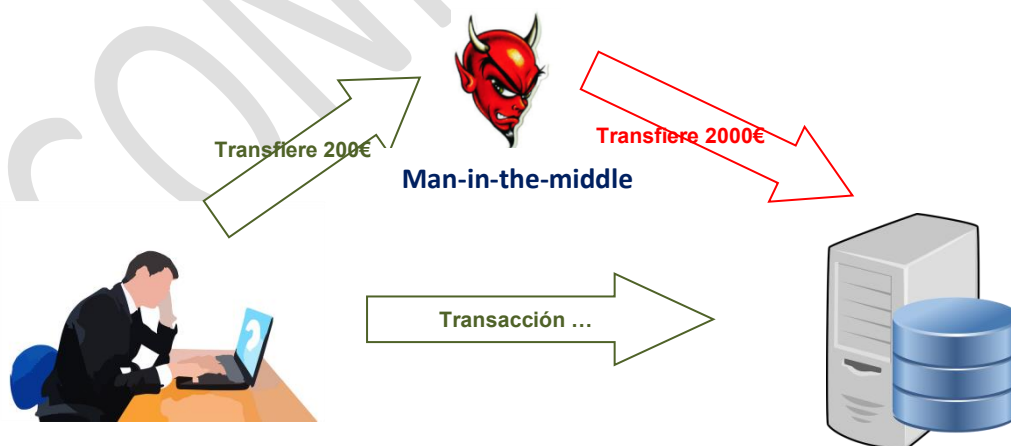 Transfiere 200€
Transfiere 2000€
Man-in-the-middle
Transacción …